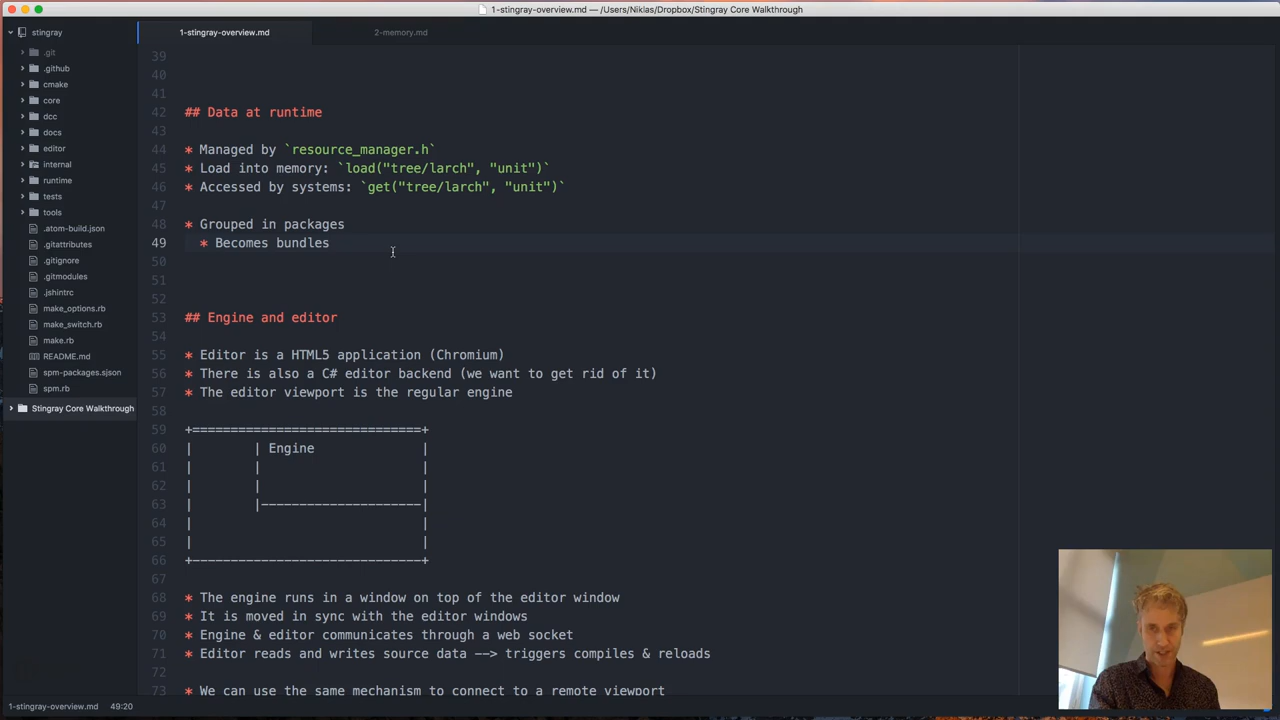 1-stingray-overview.md — /Users/Niklas/Dropbox/Stingray Core Walkthrough
stingray
.git
.github
cmake
core
dcc
docs
editor
internal
runtime
tests
tools
.atom-build.json
.gitattributes
.gitignore
.gitmodules
.jshintrc
make_options.rb
make_switch.rb
make.rb
README.md
spm-packages.sjson
spm.rb
Stingray Core Walkthrough
1-stingray-overview.md 2-memory.md
39
40
41
42 ## Data at runtime
43
44 * Managed by `resource_manager.h`
45 * Load into memory: `load("tree/larch", "unit")`
46 * Accessed by systems: `get("tree/larch", "unit")`
47
48 * Grouped in packages
49 * Becomes bundles
50
51
52
53 ## Engine and editor
54
55 * Editor is a HTML5 application (Chromium)
56 * There is also a C# editor backend (we want to get rid of it)
57 * The editor viewport is the regular engine
58
59 +==============================+
60 | | Engine |
61 | | |
62 | | |
63 | |---------------------|
64 | |
65 | |
66 +------------------------------+
67
68 * The engine runs in a window on top of the editor window
69 * It is moved in sync with the editor windows
70 * Engine & editor communicates through a web socket
71 * Editor reads and writes source data --> triggers compiles & reloads
72
73 * We can use the same mechanism to connect to a remote viewport
1-stingray-overview.md 49:20